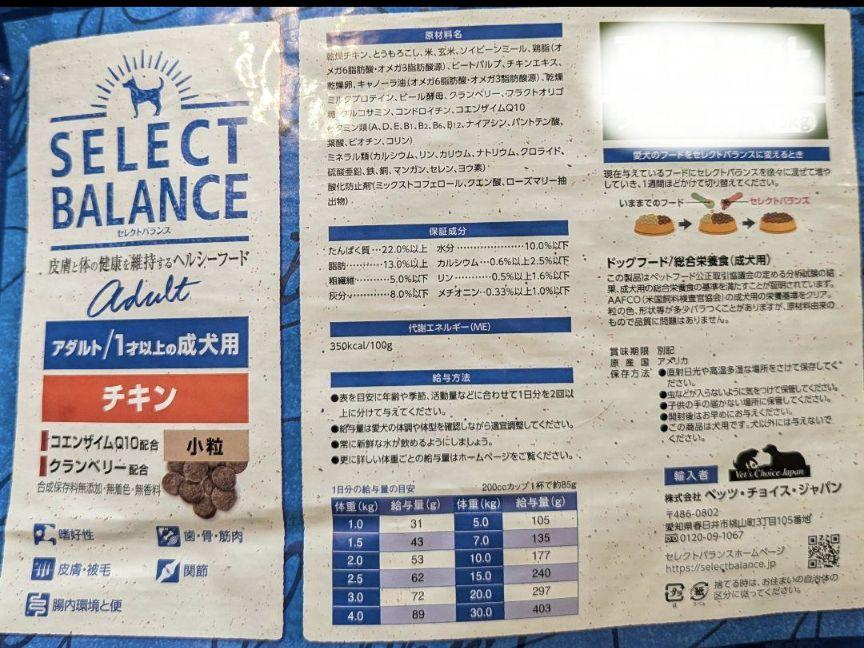 SELECT
BALANCE
セレクトバランス
皮膚と体の健康を維持するヘルシーフード
adult
アダルト/1才以上の成犬用
チキン
コエンザイムQ10配合
クランベリー配合
小粒
合成保存料無添加・無着色・無香料
嗜好性
歯・骨・筋肉
皮膚・被毛
関節
腸内環境と便
原材料名
乾燥チキン、とうもろこし、米、玄米、ソイビーンミール、鶏脂(オ
メガ6脂肪酸・オメガ3脂肪酸源)、ビートパルプ、チキンエキス、
乾燥卵、キャノーラ油(オメガ6脂肪酸・オメガ3脂肪酸源)、乾燥
ミルクプロテイン、ビール酵母、クランベリー、フラクトオリゴ
糖、グルコサミン、コンドロイチン、コエンザイムQ10
ビタミン類(A、D、E、B1、B2、B6、B12、ナイアシン、パントテン酸、
葉酸、ビオチン、コリン)
ミネラル類(カルシウム、リン、カリウム、ナトリウム、クロライド、
硫酸亜鉛、鉄、銅、マンガン、セレン、ヨウ素)
酸化防止剤(ミックストコフェロール、クエン酸、ローズマリー抽
出物)
保証成分
たんぱく質…22.0%以上 水分………………10.0%以下
脂肪………13.0%以上 カルシウム…0.6%以上2.5%以下
粗繊維………5.0%以下 リン…………0.5%以上1.6%以下
灰分…………8.0%以下 メチオニン…0.33%以上1.0%以下
代謝エネルギー(ME)
350kcal/100g
給与方法
●表を目安に年齢や季節、活動量などに合わせて1日分を2回以
上に分けて与えてください。
●給与量は愛犬の体調や体型を確認しながら適宜調整してください。
●常に新鮮な水が飲めるようにしましょう。
●更に詳しい体重ごとの給与量はホームページをご覧ください。
1日分の給与量の目安 200ccカップ1杯で約85g
体重(kg) 給与量(g) 体重(kg) 給与量(g)
1.0 31 5.0 105
1.5 43 7.0 135
2.0 53 10.0 177
2.5 62 15.0 240
3.0 72 20.0 297
4.0 89 30.0 403
kg)
愛犬のフードをセレクトバランスに変えるとき
現在与えているフードにセレクトバランスを徐々に混ぜて増や
していき、1週間ほどかけて切り替えてください。
いままでのフード セレクトバランス
ドッグフード/総合栄養食(成犬用)
この製品はペットフード公正取引協議会の定める分析試験の結
果、成犬用の総合栄養食の基準を満たすことが証明されています。
AAFCO(米国飼料検査官協会)の成犬用の栄養基準をクリア。
粒の色、形状等が多少バラつくことがありますが、原材料由来の
もので品質に問題はありません。
賞味期限 別記
原産国 アメリカ
保存方法 ●直射日光や高温多湿な場所をさけて保存してく
ださい。
●虫などが入らないように気をつけて保管してください。
●子供の手の届かない場所に保管してください。
●開封後はお早めにお与えください。
●この商品は犬用です。犬以外には与えないで
ください。
輸入者
Vet's Choice Japan
株式会社 ペッツ・チョイス・ジャパン
〒486-0802
愛知県春日井市桃山町3丁目105番地
0120-09-1067
セレクトバランスホームページ
https://selectbalance.jp
捨てる時は、お住まいの自治体の
区分に従ってください。